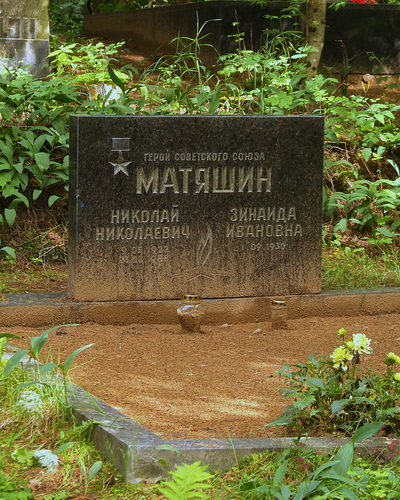 ГЕРОЙ СОВЕТСКОГО СОЮЗА
МАТЯШИН
НИКОЛАЙ
НИКОЛАЕВИЧ
ЗИНАИДА
ИВАНОВНА